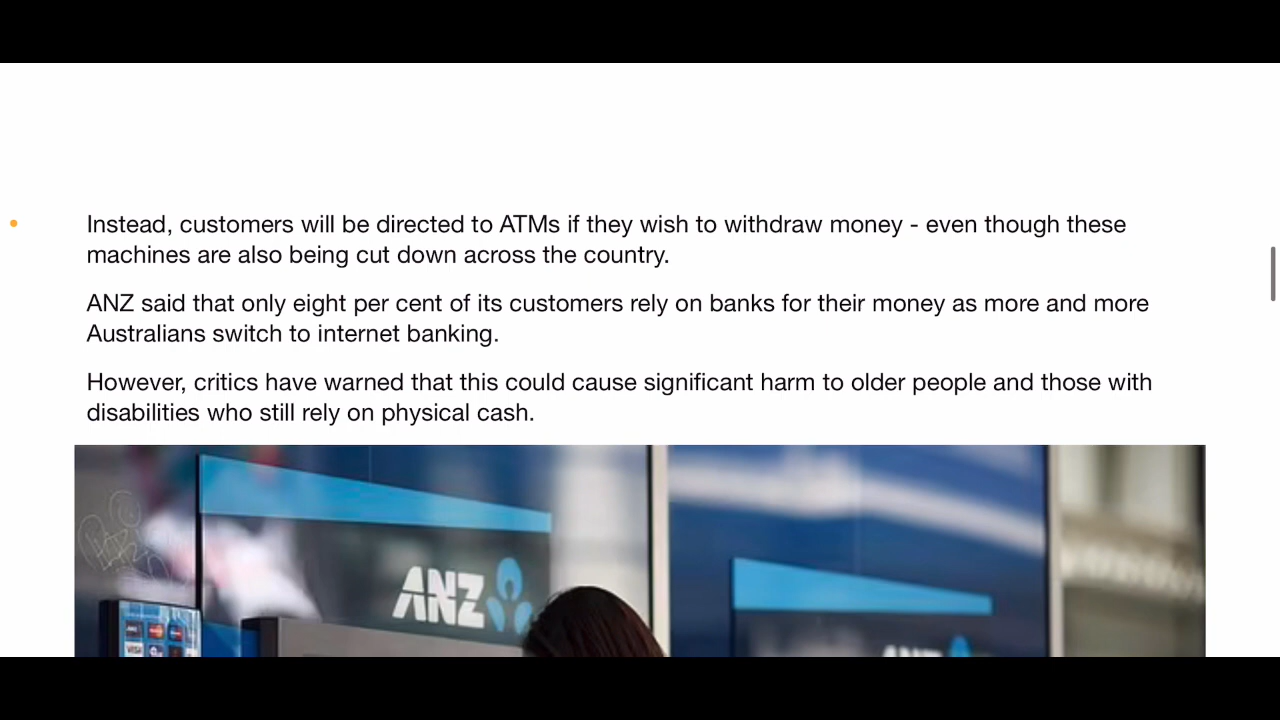 Instead, customers will be directed to ATMs if they wish to withdraw money - even though these
machines are also being cut down across the country.
ANZ said that only eight per cent of its customers rely on banks for their money as more and more
Australians switch to internet banking.
However, critics have warned that this could cause significant harm to older people and those with
disabilities who still rely on physical cash.
ANZ
VISA
ANZ